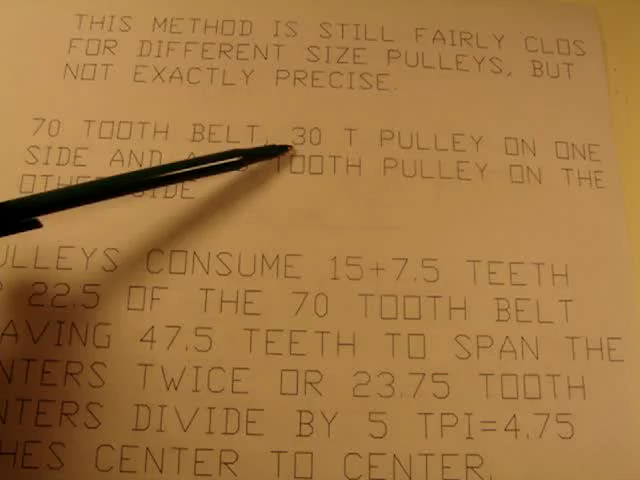 THIS METHOD IS STILL FAIRLY CLOS
FOR DIFFERENT SIZE PULLEYS, BUT
NOT EXACTLY PRECISE.
70 TOOTH BELT, 30 T PULLEY ON ONE
SIDE AND A TOOTH PULLEY ON THE
OTHER SIDE
ULLEYS CONSUME 15+7.5 TEETH
22.5 OF THE 70 TOOTH BELT
AVING 47.5 TEETH TO SPAN THE
NTERS TWICE OR 23.75 TOOTH
NTERS DIVIDE BY 5 TPI=4.75
HES CENTER TO CENTER.